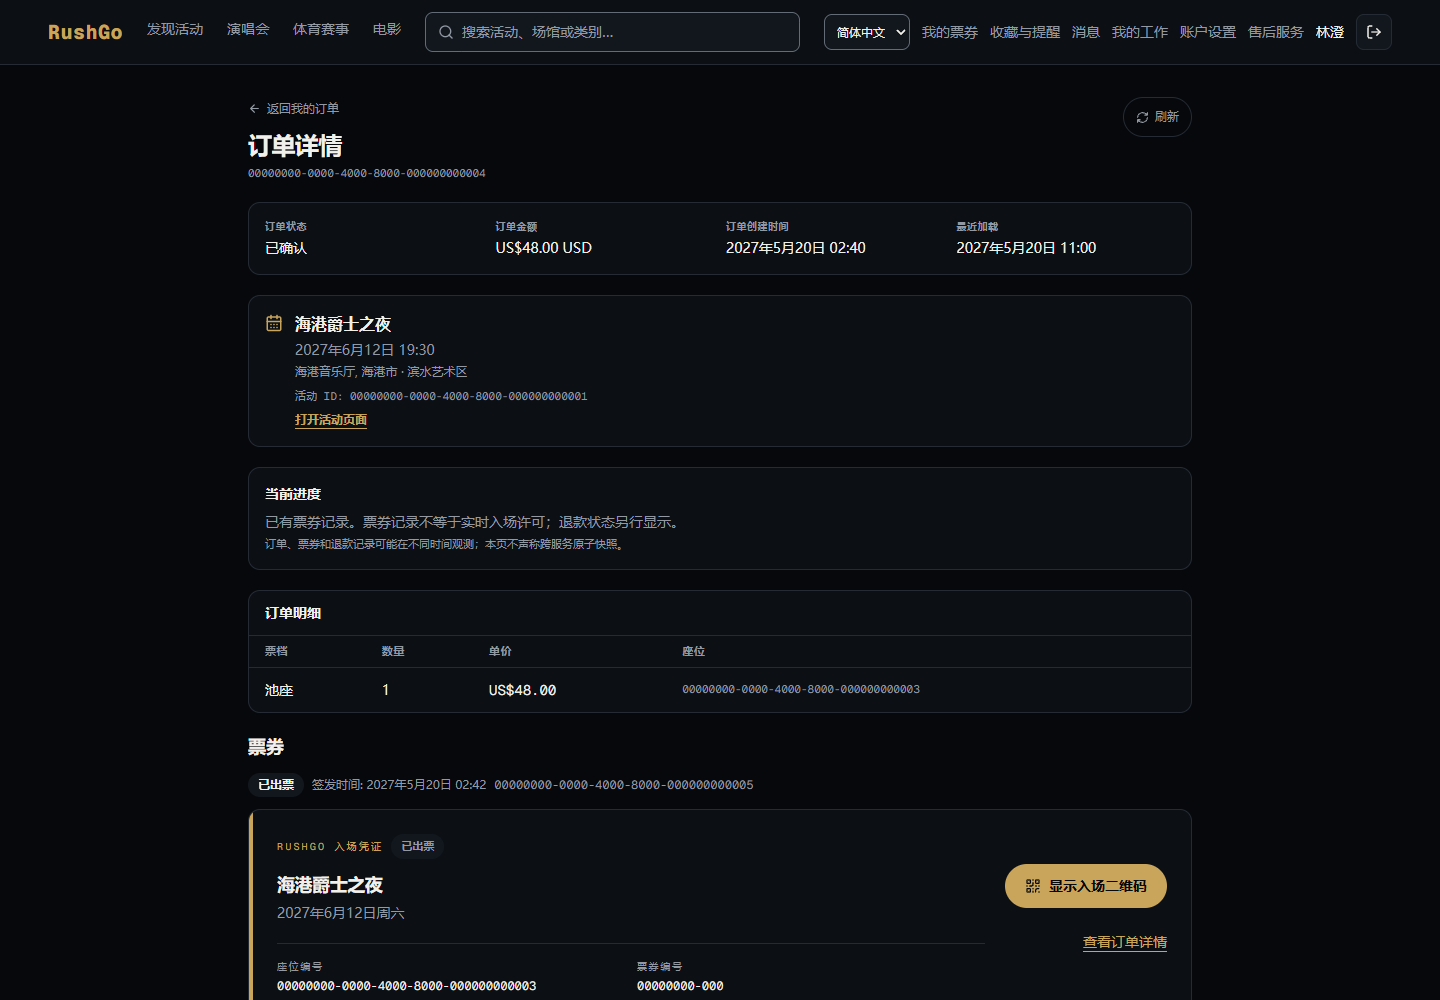 RushGo
发现活动
演唱会
体育赛事
电影
搜索活动、场馆或类别...
简体中文
我的票券
收藏与提醒
消息
我的工作
账户设置
售后服务
林澄
返回我的订单
刷新
订单详情
00000000-0000-4000-8000-000000000004
订单状态
已确认
订单金额
US$48.00 USD
订单创建时间
2027年5月20日 02:40
最近加载
2027年5月20日 11:00
海港爵士之夜
2027年6月12日 19:30
海港音乐厅, 海港市 · 滨水艺术区
活动 ID: 00000000-0000-4000-8000-000000000001
打开活动页面
当前进度
已有票券记录。票券记录不等于实时入场许可；退款状态另行显示。
订单、票券和退款记录可能在不同时间观测；本页不声称跨服务原子快照。
订单明细
票档 数量 单价 座位
池座 1 US$48.00 00000000-0000-4000-8000-000000000003
票券
已出票 签发时间: 2027年5月20日 02:42 00000000-0000-4000-8000-000000000005
RUSHGO 入场凭证 已出票
海港爵士之夜
2027年6月12日周六
显示入场二维码
查看订单详情
座位编号
00000000-0000-4000-8000-000000000003
票券编号
00000000-000